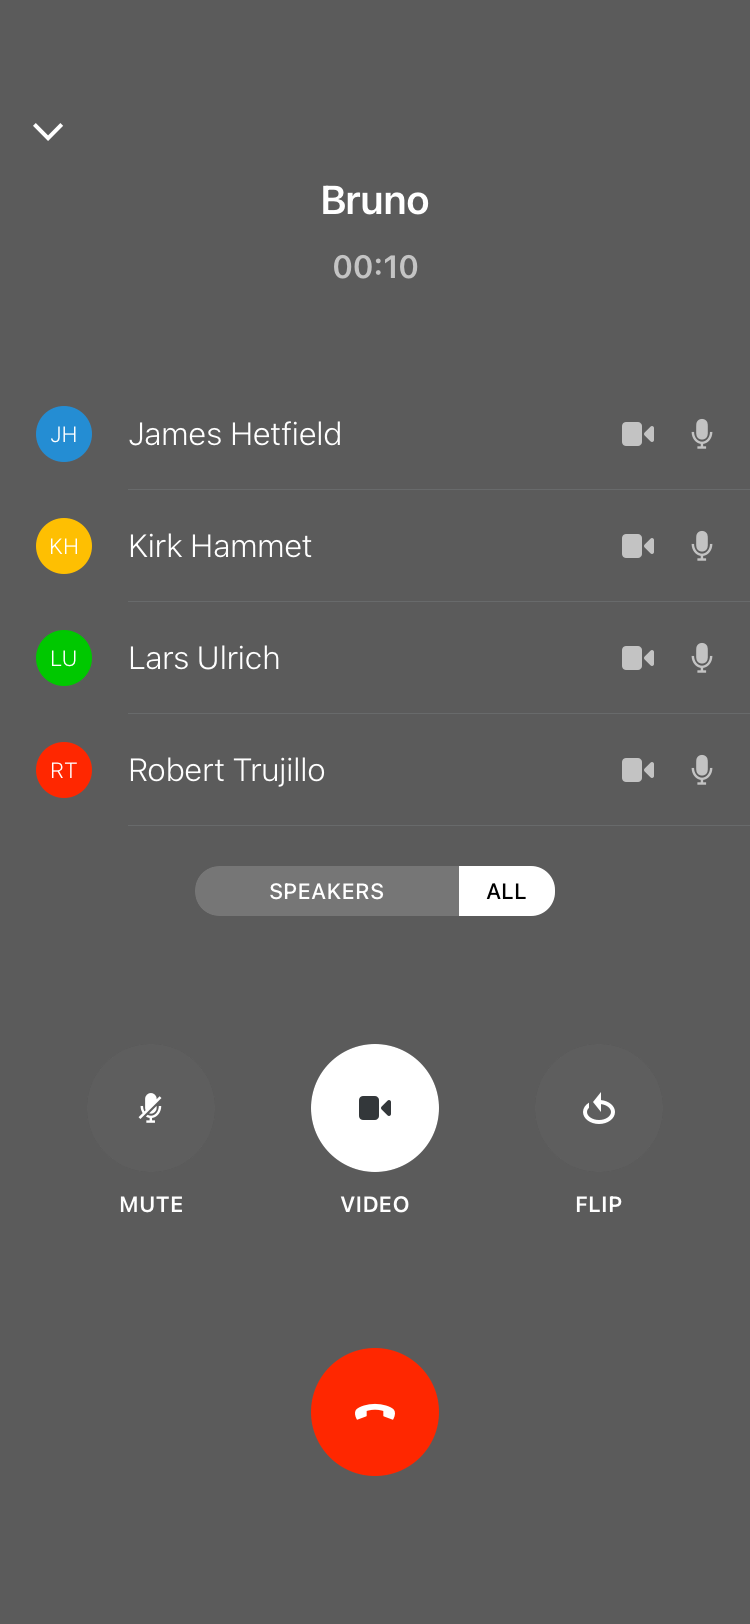 Bruno
00:10
JH James Hetfield
KH Kirk Hammet
LU Lars Ulrich
RT Robert Trujillo
SPEAKERS ALL
MUTE VIDEO FLIP